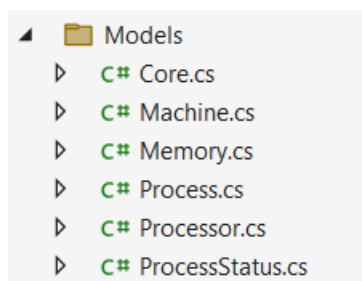 Models
C# Core.cs
C# Machine.cs
C# Memory.cs
C# Process.cs
C# Processor.cs
C# ProcessStatus.cs